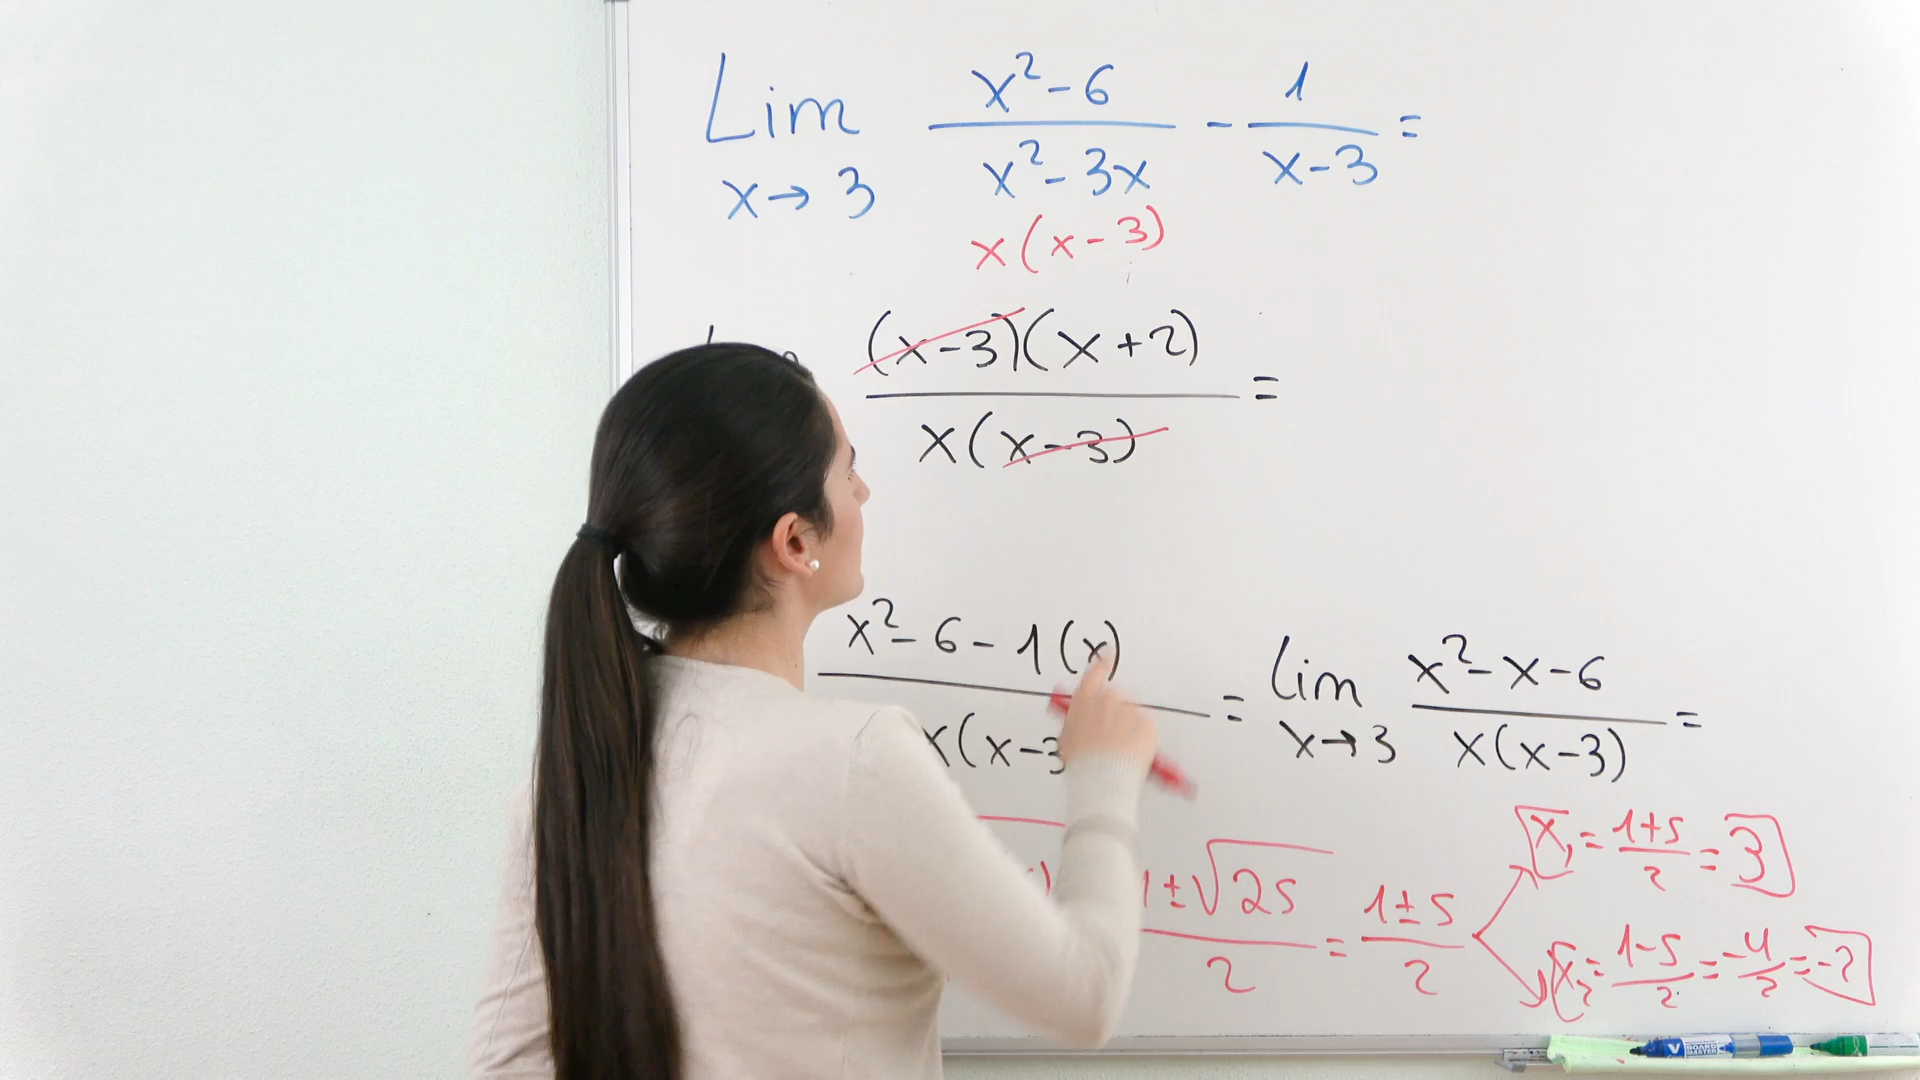 Lim x²-6 / x²-3x - 1 / x-3 =
x→3
x(x-3)
(x-3)(x+2) / x(x-3) =
x²-6-1(x) / x(x-3 = lim x²-x-6 / x(x-3) =
x→3
1±√25 / 2 = 1±5 / 2
x₁ = 1+5 / 2 = 3
x₂ = 1-5 / 2 = -4 / 2 = -2
V BOARD MASTER